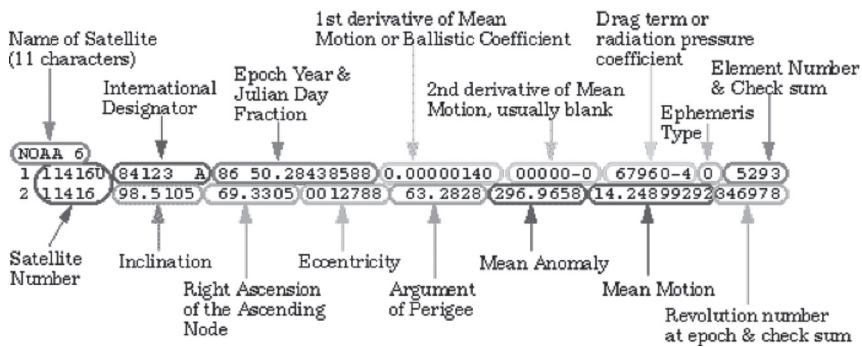 Name of Satellite
(11 characters)
International
Designator
Epoch Year &
Julian Day
Fraction
1st derivative of Mean
Motion or Ballistic Coefficient
2nd derivative of Mean
Motion, usually blank
Drag term or
radiation pressure
coefficient
Ephemeris
Type
Element Number
& Check sum
NOAA 6
1 11416U 84123 A 86 50.28438588 0.00000140 00000-0 67960-4 0 5293
2 11416 98.5105 69.3305 0012788 63.2828 296.9658 14.24899292 346978
Satellite
Number
Inclination
Right Ascension
of the Ascending
Node
Eccentricity
Argument
of Perigee
Mean Anomaly
Mean Motion
Revolution number
at epoch & check sum